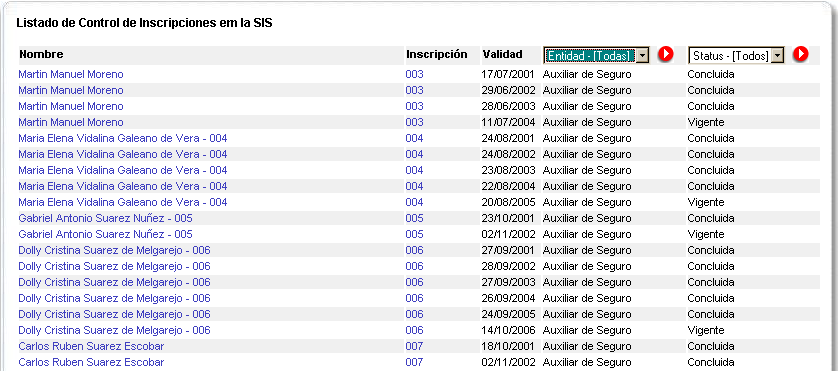 Listado de Control de Inscripciones em la SIS
Nombre Inscripción Validad Entidad - [Todas] Status - [Todos]
Martin Manuel Moreno 003 17/07/2001 Auxiliar de Seguro Concluida
Martin Manuel Moreno 003 29/06/2002 Auxiliar de Seguro Concluida
Martin Manuel Moreno 003 28/06/2003 Auxiliar de Seguro Concluida
Martin Manuel Moreno 003 11/07/2004 Auxiliar de Seguro Vigente
Maria Elena Vidalina Galeano de Vera - 004 004 24/08/2001 Auxiliar de Seguro Concluida
Maria Elena Vidalina Galeano de Vera - 004 004 24/08/2002 Auxiliar de Seguro Concluida
Maria Elena Vidalina Galeano de Vera - 004 004 23/08/2003 Auxiliar de Seguro Concluida
Maria Elena Vidalina Galeano de Vera - 004 004 22/08/2004 Auxiliar de Seguro Concluida
Maria Elena Vidalina Galeano de Vera - 004 004 20/08/2005 Auxiliar de Seguro Vigente
Gabriel Antonio Suarez Nuñez - 005 005 23/10/2001 Auxiliar de Seguro Concluida
Gabriel Antonio Suarez Nuñez - 005 005 02/11/2002 Auxiliar de Seguro Vigente
Dolly Cristina Suarez de Melgarejo - 006 006 27/09/2001 Auxiliar de Seguro Concluida
Dolly Cristina Suarez de Melgarejo - 006 006 28/09/2002 Auxiliar de Seguro Concluida
Dolly Cristina Suarez de Melgarejo - 006 006 27/09/2003 Auxiliar de Seguro Concluida
Dolly Cristina Suarez de Melgarejo - 006 006 26/09/2004 Auxiliar de Seguro Concluida
Dolly Cristina Suarez de Melgarejo - 006 006 24/09/2005 Auxiliar de Seguro Concluida
Dolly Cristina Suarez de Melgarejo - 006 006 14/10/2006 Auxiliar de Seguro Vigente
Carlos Ruben Suarez Escobar 007 18/10/2001 Auxiliar de Seguro Concluida
Carlos Ruben Suarez Escobar 007 02/11/2002 Auxiliar de Seguro Concluida